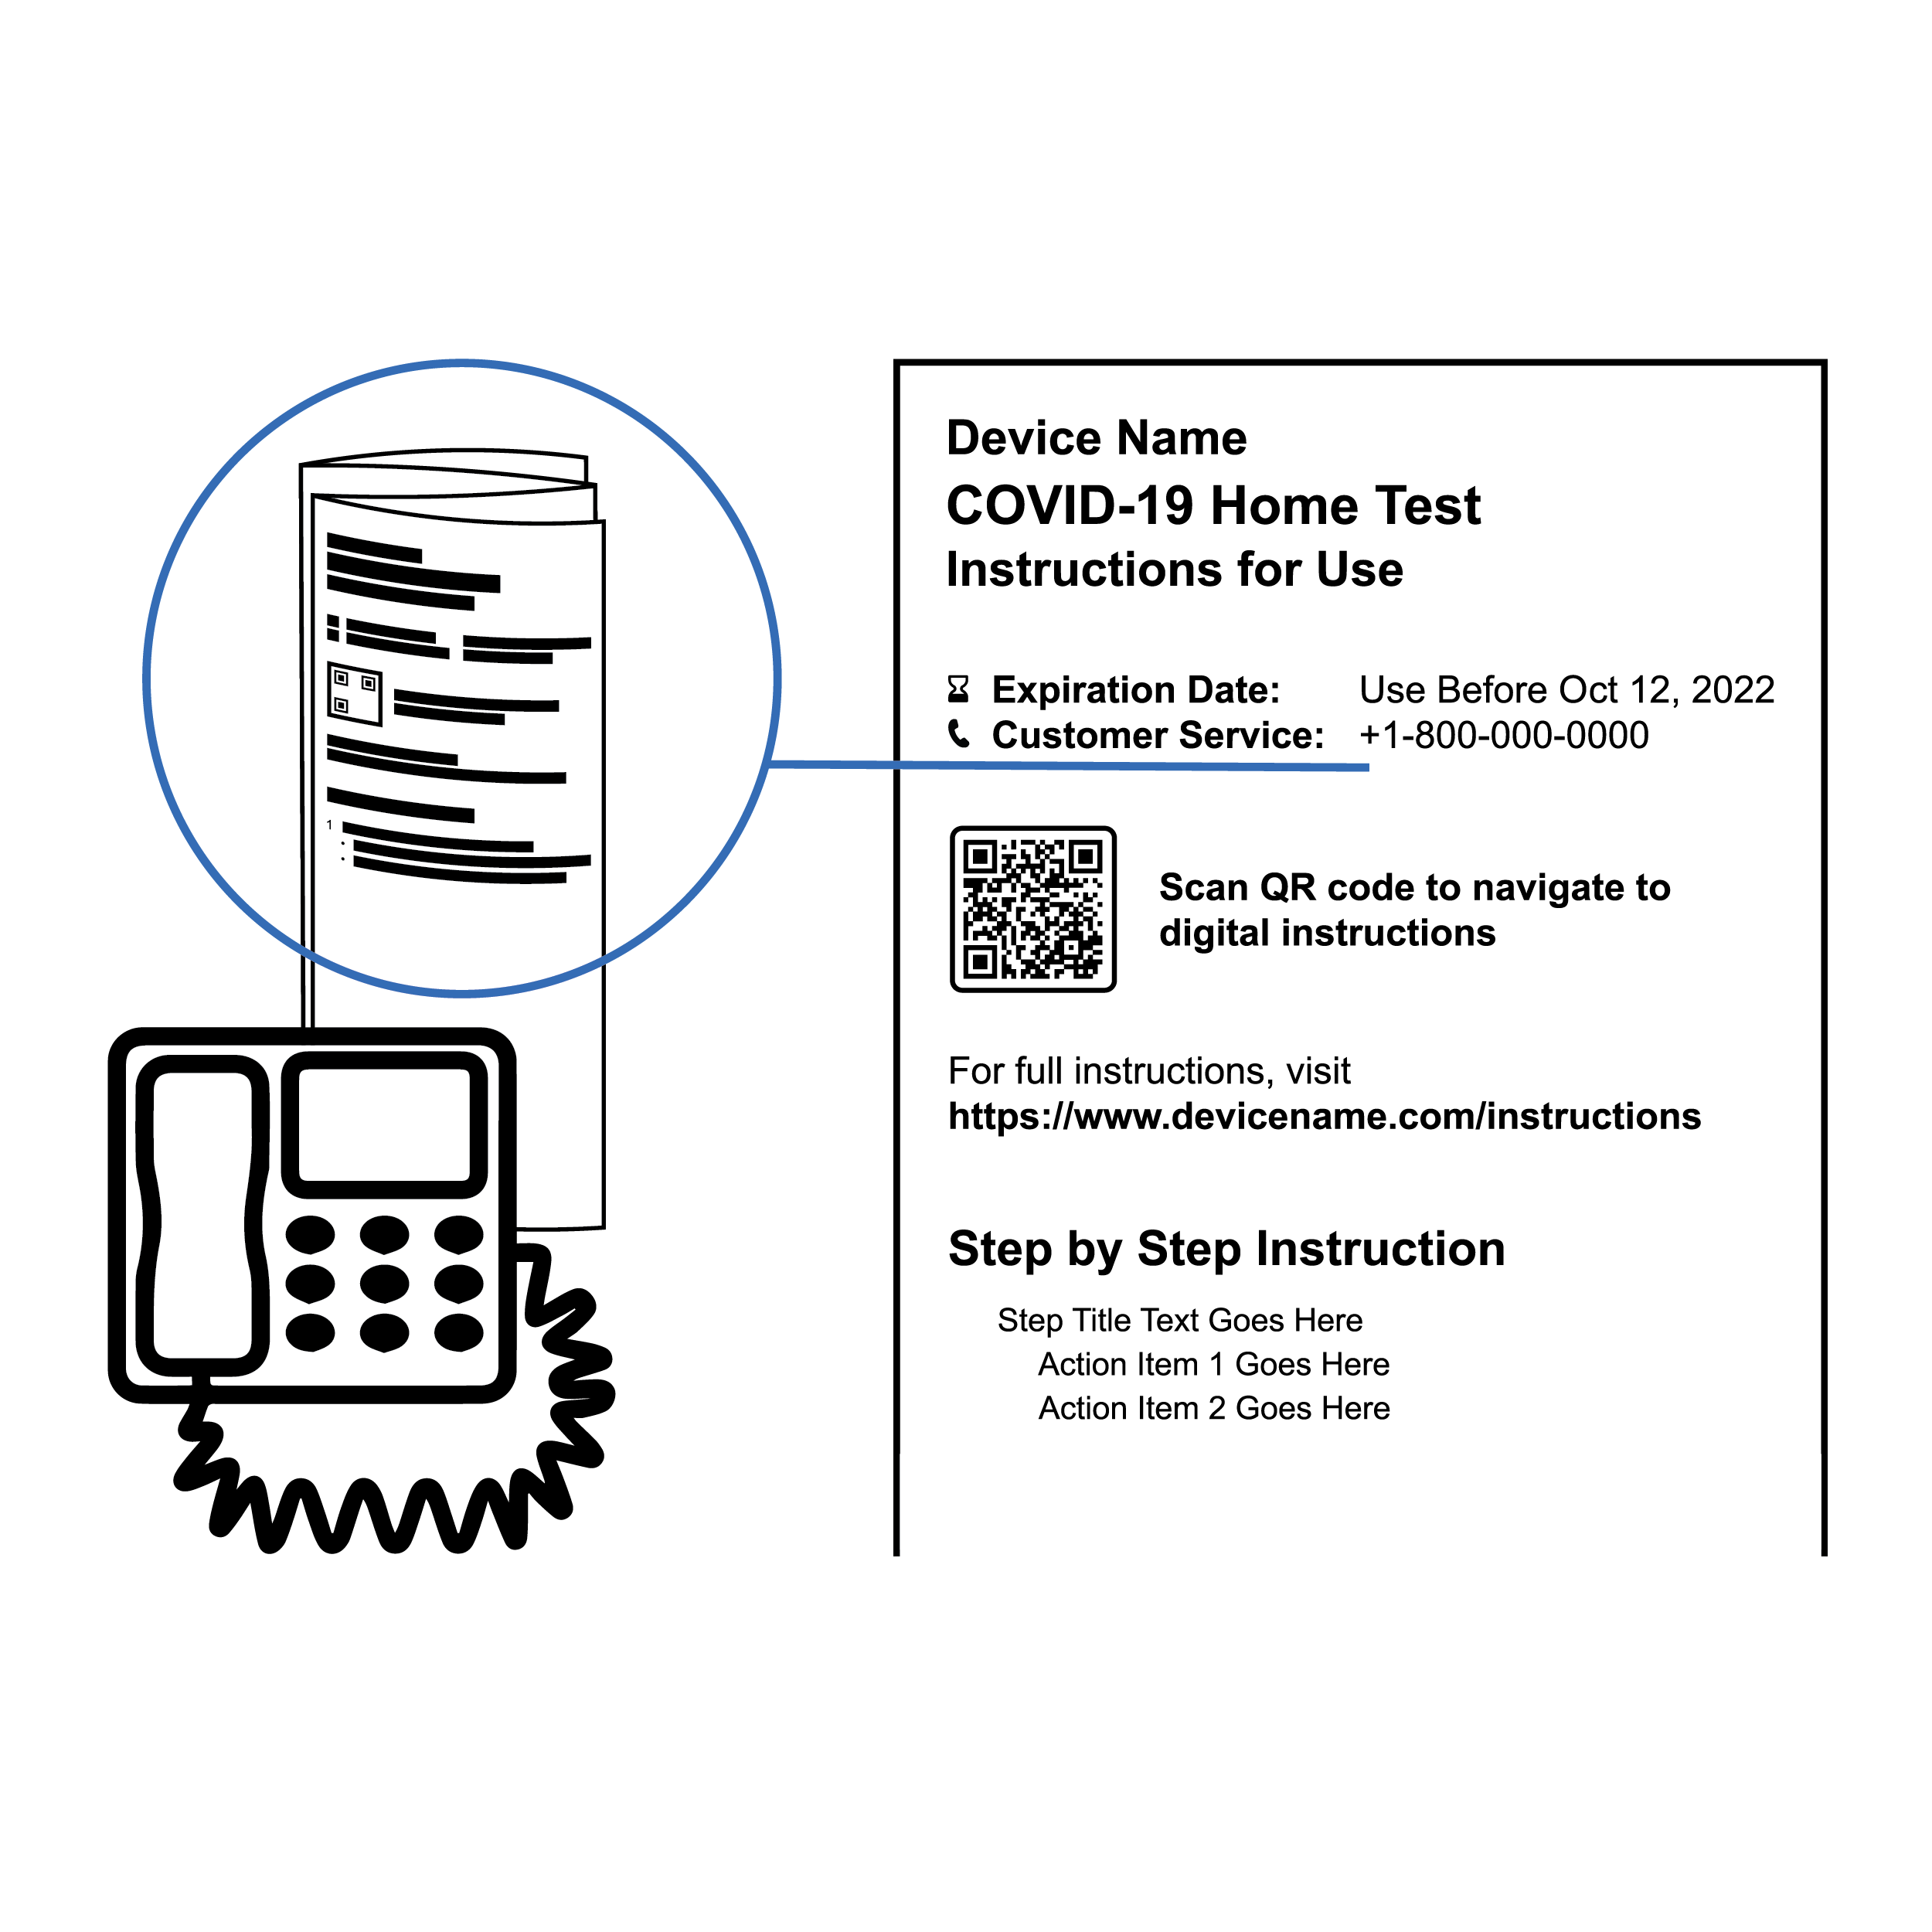 1
Device Name
COVID-19 Home Test
Instructions for Use
Expiration Date: Use Before Oct 12, 2022
Customer Service: +1-800-000-0000
Scan QR code to navigate to
digital instructions
For full instructions, visit
https://www.devicename.com/instructions
Step by Step Instruction
Step Title Text Goes Here
Action Item 1 Goes Here
Action Item 2 Goes Here